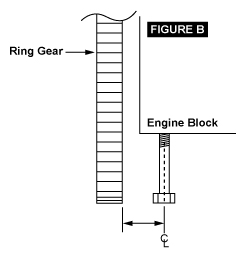 FIGURE B
Ring Gear
Engine Block
℄